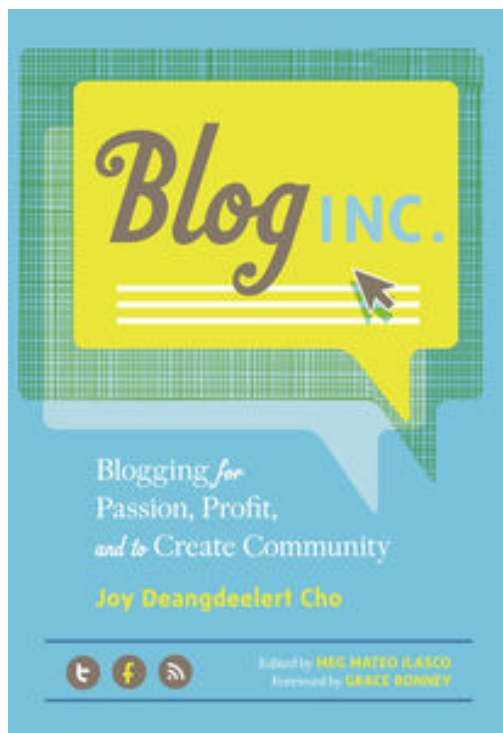 Blog INC.
Blogging for
Passion, Profit,
and to Create Community
Joy Deangdeelert Cho
Edited by MEG MATEO ILASCO
Foreword by GRACE BONNEY